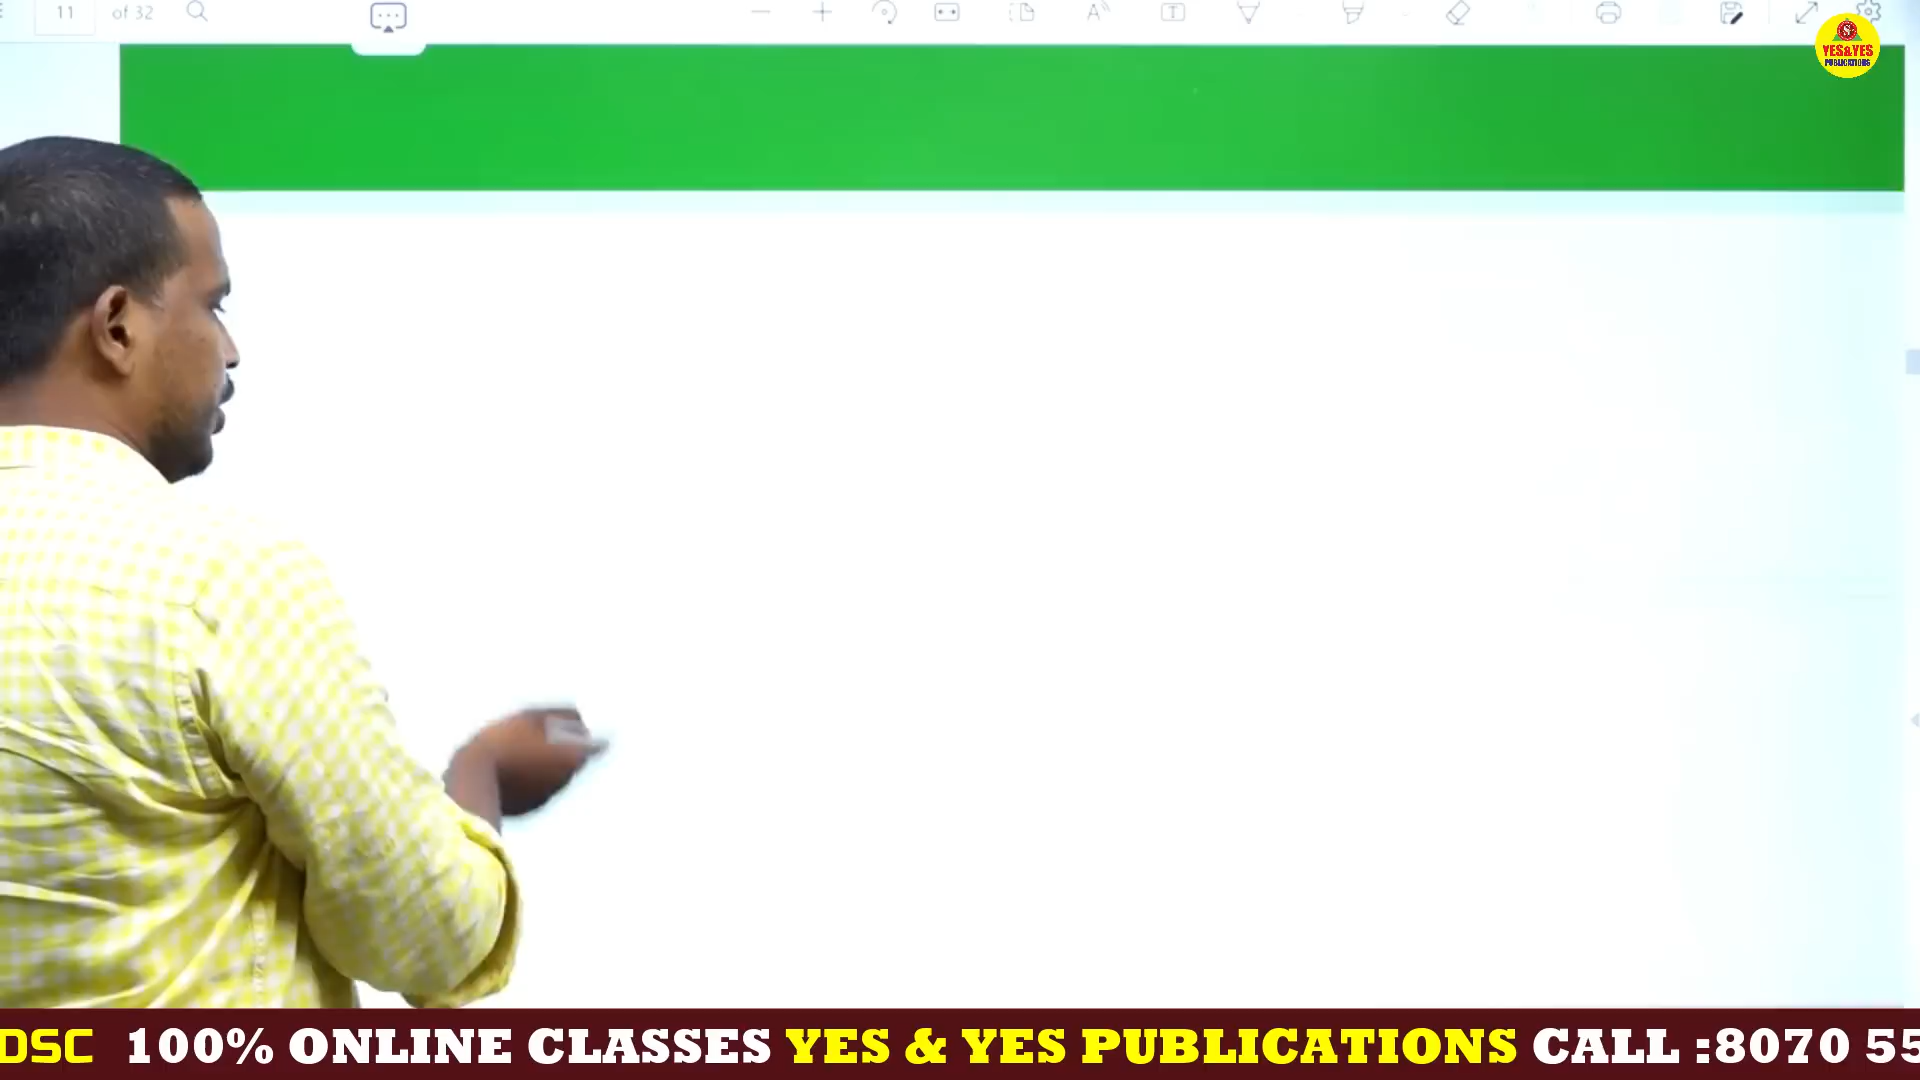 11 of 32
YES&YES
PUBLICATIONS
DSC 100% ONLINE CLASSES YES & YES PUBLICATIONS CALL :8070 55